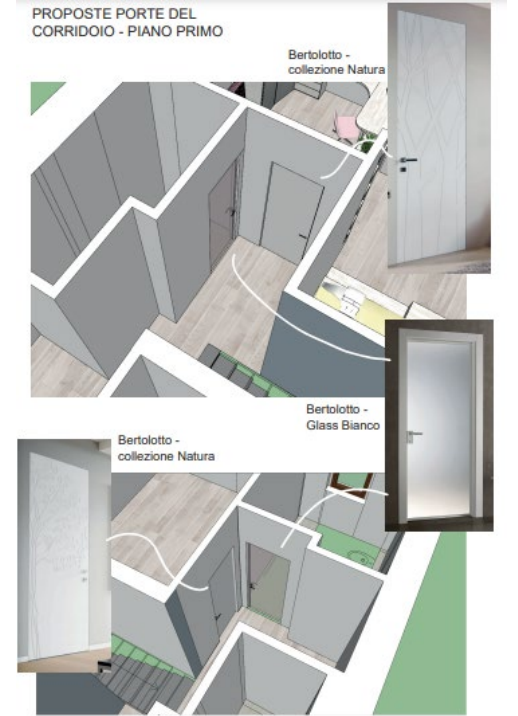 PROPOSTE PORTE DEL
CORRIDOIO - PIANO PRIMO
Bertolotto -
collezione Natura
Bertolotto -
Glass Bianco
Bertolotto -
collezione Natura